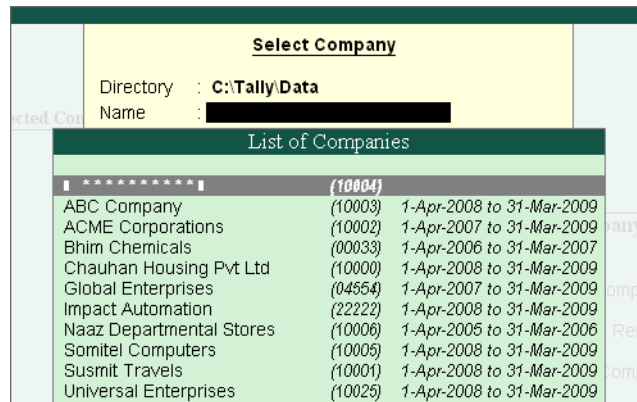 Select Company
Directory : C:\Tally\Data
Name :
List of Companies
* * * * * * * * * * (10004)
ABC Company (10003) 1-Apr-2008 to 31-Mar-2009
ACME Corporations (10002) 1-Apr-2007 to 31-Mar-2009
Bhim Chemicals (00033) 1-Apr-2006 to 31-Mar-2007
Chauhan Housing Pvt Ltd (10000) 1-Apr-2008 to 31-Mar-2009
Global Enterprises (04554) 1-Apr-2007 to 31-Mar-2009
Impact Automation (22222) 1-Apr-2008 to 31-Mar-2009
Naaz Departmental Stores (10006) 1-Apr-2005 to 31-Mar-2006
Somitel Computers (10005) 1-Apr-2008 to 31-Mar-2009
Susmit Travels (10001) 1-Apr-2008 to 31-Mar-2009
Universal Enterprises (10025) 1-Apr-2008 to 31-Mar-2009